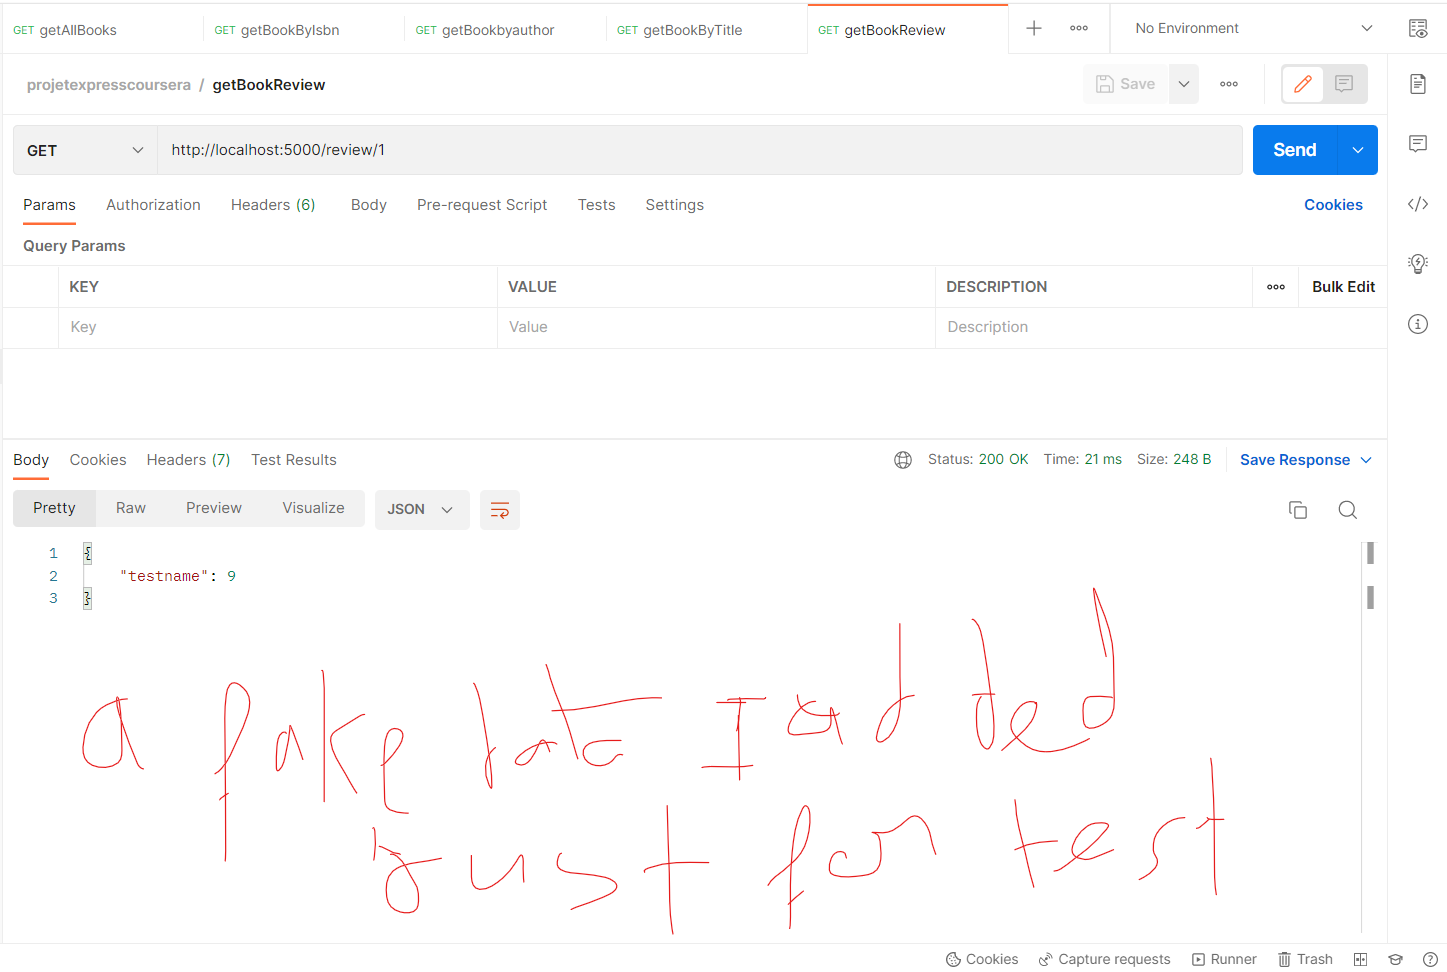 GET getAllBooks GET getBookByIsbn GET getBookbyauthor GET getBookByTitle GET getBookReview No Environment
projetexpresscoursera / getBookReview Save
GET http://localhost:5000/review/1 Send
Params Authorization Headers (6) Body Pre-request Script Tests Settings Cookies
Query Params
KEY VALUE DESCRIPTION Bulk Edit
Key Value Description
Body Cookies Headers (7) Test Results Status: 200 OK Time: 21 ms Size: 248 B Save Response
Pretty Raw Preview Visualize JSON
1 {
2 "testname": 9
3 }
a fake rate I added
just for test
Cookies Capture requests Runner Trash